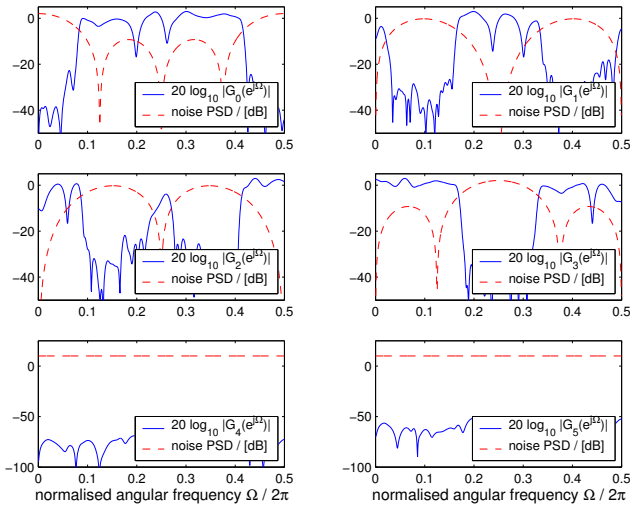 0
−20
−40
0 0.1 0.2 0.3 0.4 0.5
20 log10 |G0(e^jΩ)|
noise PSD / [dB]
0
−20
−40
0 0.1 0.2 0.3 0.4 0.5
20 log10 |G1(e^jΩ)|
noise PSD / [dB]
0
−20
−40
0 0.1 0.2 0.3 0.4 0.5
20 log10 |G2(e^jΩ)|
noise PSD / [dB]
0
−20
−40
0 0.1 0.2 0.3 0.4 0.5
20 log10 |G3(e^jΩ)|
noise PSD / [dB]
0
−50
−100
0 0.1 0.2 0.3 0.4 0.5
20 log10 |G4(e^jΩ)|
noise PSD / [dB]
normalised angular frequency Ω / 2π
0
−50
−100
0 0.1 0.2 0.3 0.4 0.5
20 log10 |G5(e^jΩ)|
noise PSD / [dB]
normalised angular frequency Ω / 2π